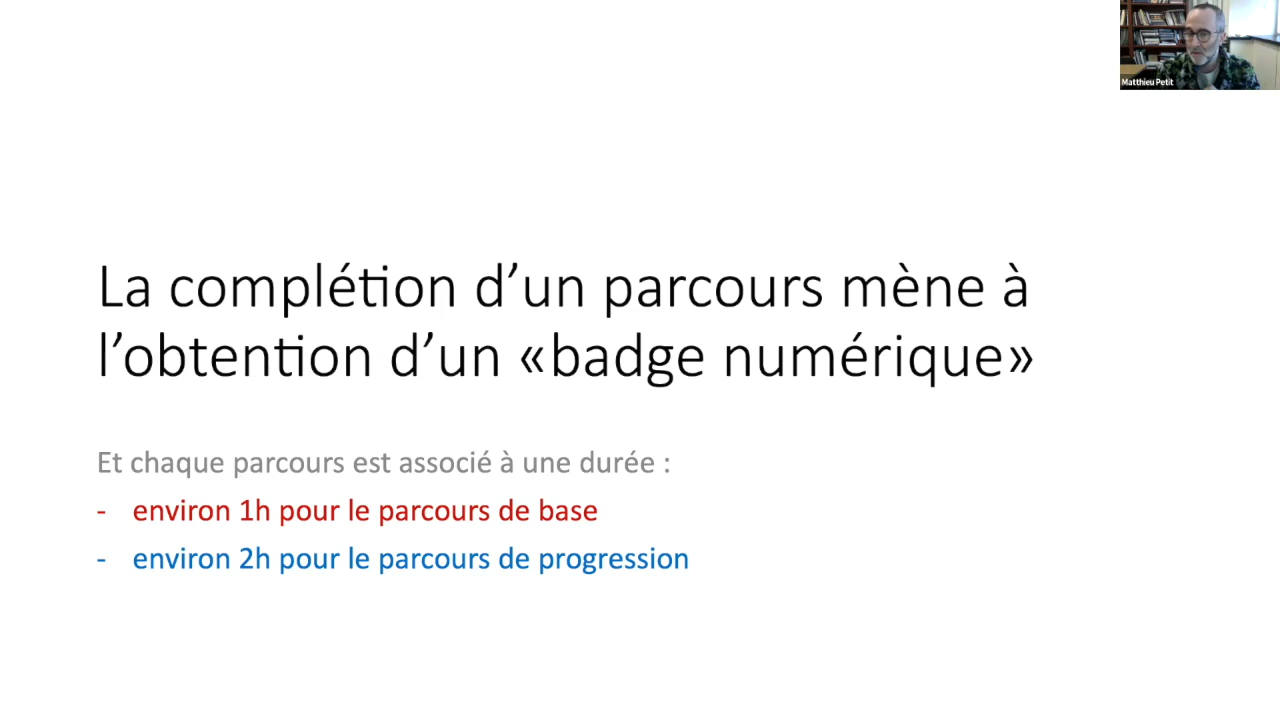 Matthieu Petit
La complétion d’un parcours mène à
l’obtention d’un «badge numérique»
Et chaque parcours est associé à une durée :
- environ 1h pour le parcours de base
- environ 2h pour le parcours de progression